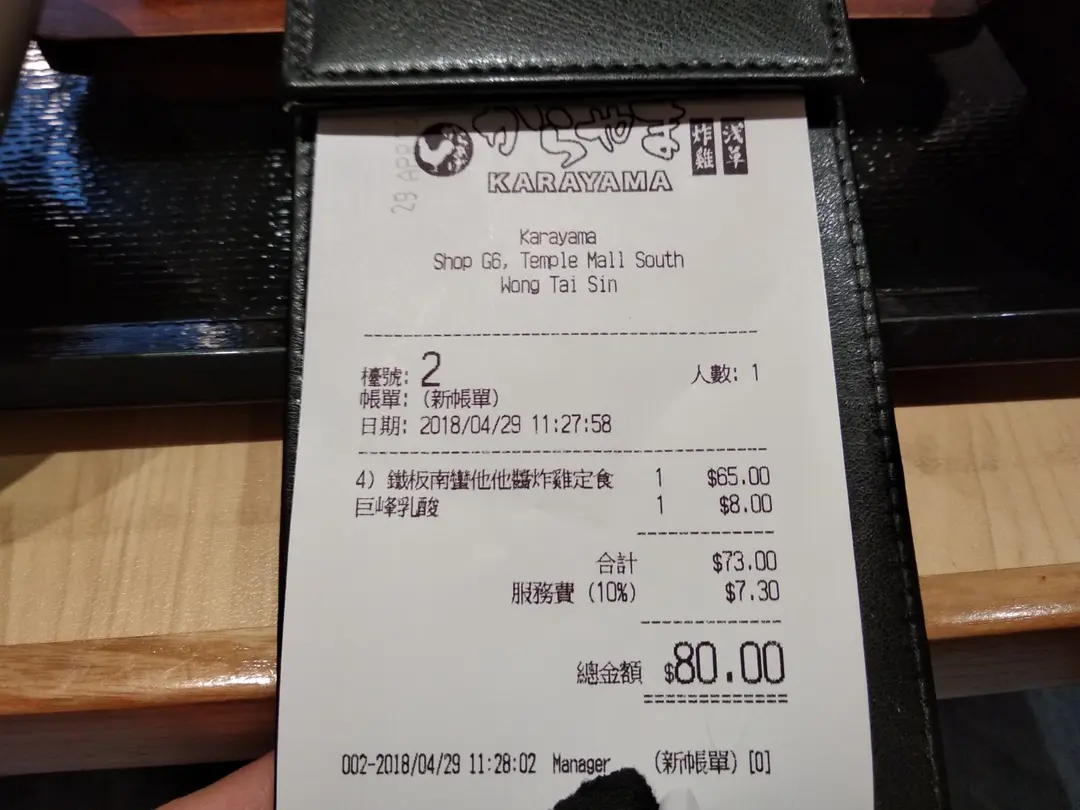 からやま
炸雞
浅草
KARAYAMA
29 APR
Karayama
Shop G6, Temple Mall South
Wong Tai Sin
檯號: 2 人數: 1
帳單: (新帳單)
日期: 2018/04/29 11:27:58
4) 鐵板南蠻他他醬炸雞定食 1 $65.00
巨峰乳酸 1 $8.00
合計 $73.00
服務費 (10%) $7.30
總金額 $80.00
002-2018/04/29 11:28:02 Manager (新帳單) [0]